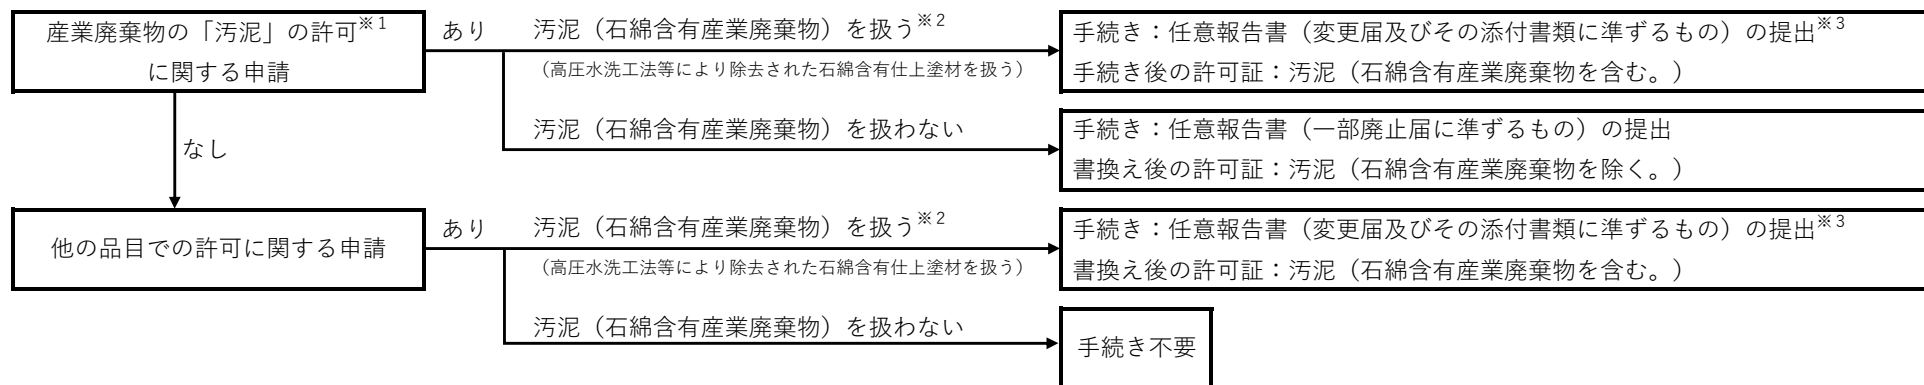 産業廃棄物の「汚泥」の許可※1
に関する申請
あり
汚泥（石綿含有産業廃棄物）を扱う※2
（高圧水洗工法等により除去された石綿含有仕上塗材を扱う）
手続き：任意報告書（変更届及びその添付書類に準ずるもの）の提出※3
手続き後の許可証：汚泥（石綿含有産業廃棄物を含む。）
汚泥（石綿含有産業廃棄物）を扱わない
手続き：任意報告書（一部廃止届に準ずるもの）の提出
書換え後の許可証：汚泥（石綿含有産業廃棄物を除く。）
なし
他の品目での許可に関する申請
あり
汚泥（石綿含有産業廃棄物）を扱う※2
（高圧水洗工法等により除去された石綿含有仕上塗材を扱う）
手続き：任意報告書（変更届及びその添付書類に準ずるもの）の提出※3
書換え後の許可証：汚泥（石綿含有産業廃棄物を含む。）
汚泥（石綿含有産業廃棄物）を扱わない
手続き不要